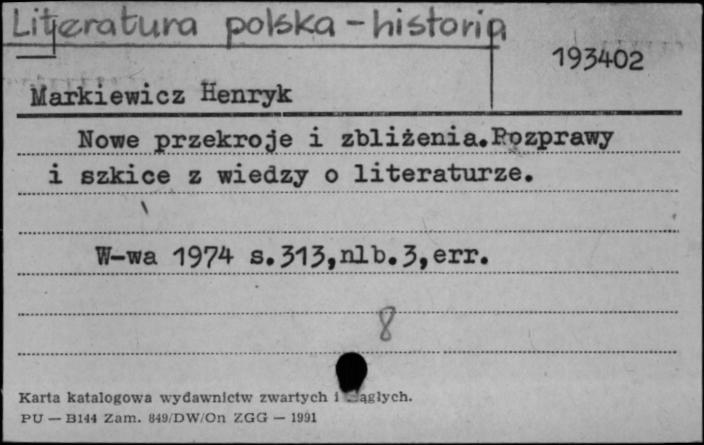 Literatura polska - historia
193402
Markiewicz Henryk
Nowe przekroje i zbliżenia.Rozprawy
i szkice z wiedzy o literaturze.
W-wa 1974 s.313,nlb.3,err.
8
Karta katalogowa wydawnictw zwartych i ciągłych.
PU — B144 Zam. 849/DW/On ZGG — 1991